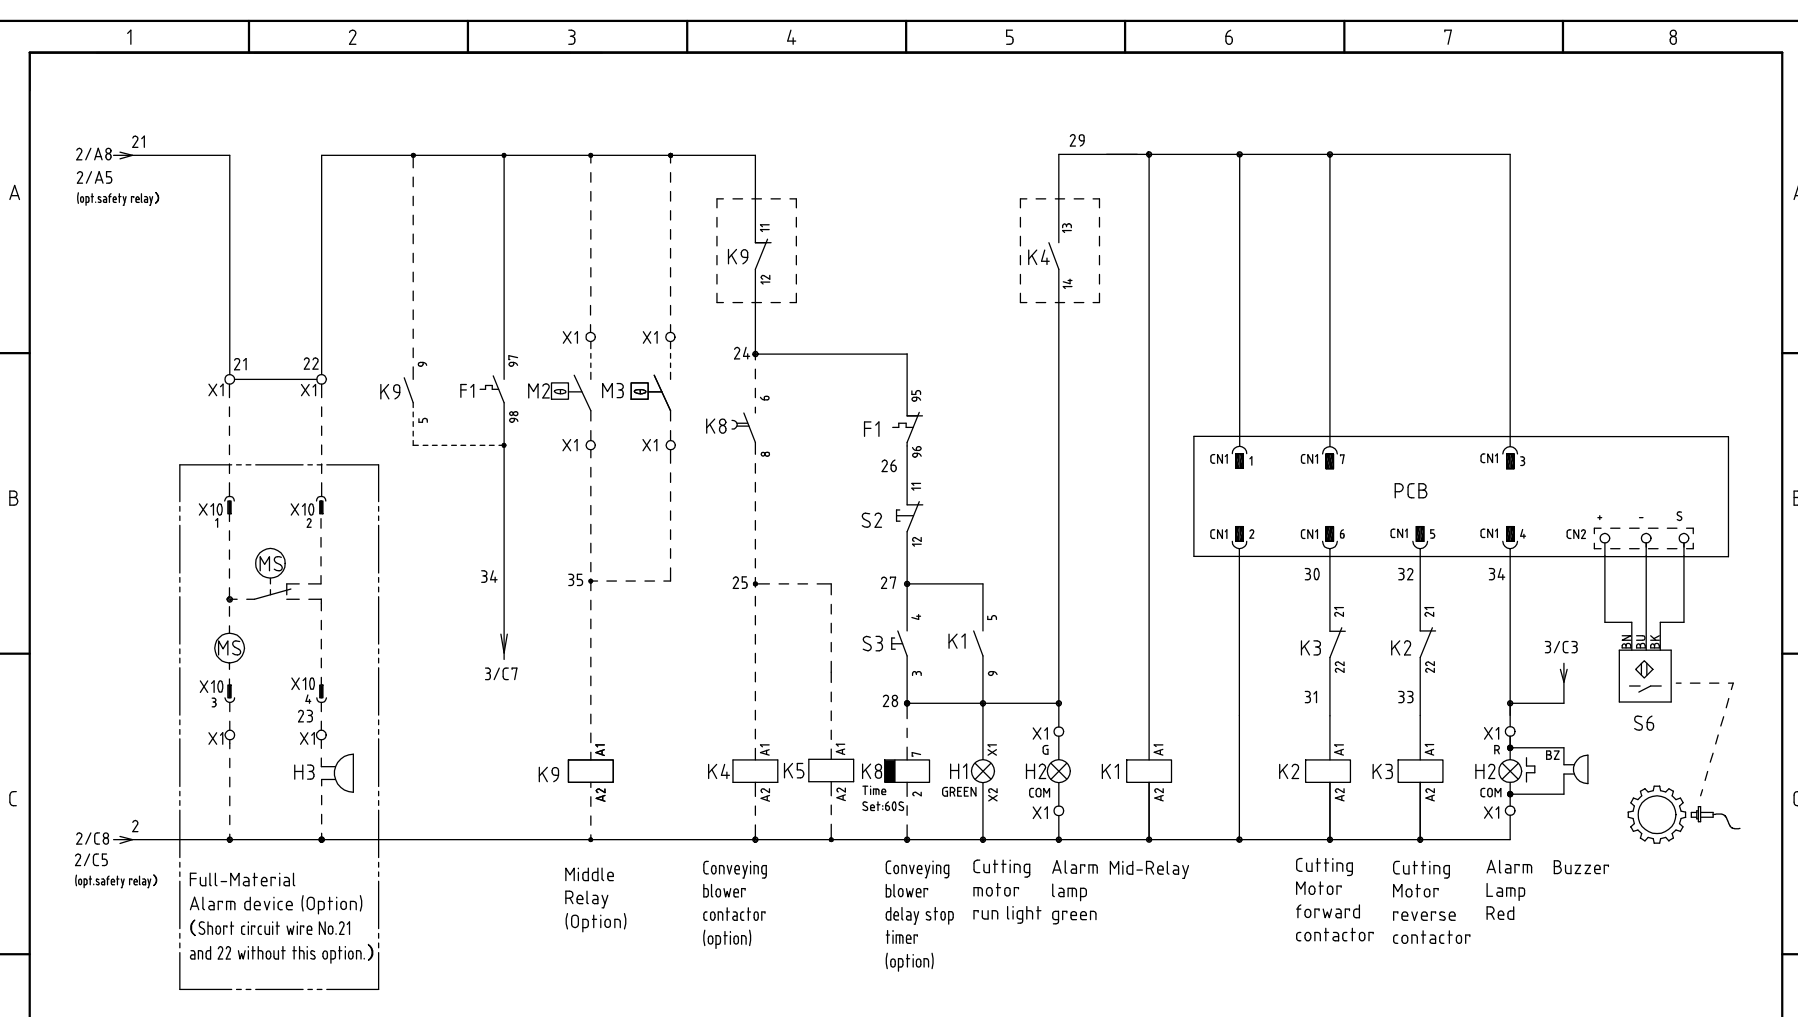 1 2 3 4 5 6 7 8
A
B
C
2/A8 21
2/A5
(opt.safety relay)
29
11
K9
12
13
K4
14
X1 X1
21 22
X1 X1
K9 9
5
F1 97
98
M2 θ
M3 θ
X1 X1
24
6
K8
8
95
F1
96
26
11
S2
12
CN1 1
CN1 7
CN1 3
PCB
CN1 2
CN1 6
CN1 5
CN1 4
CN2 + - S
X10
1
X10
2
MS
MS
34
35
25
27
30
32
34
4
S3
3
5
K1
9
21
K3
22
21
K2
22
3/C3
BN
BU
BK
3/C7
X10
3
X10
4
23
X1 X1
28
31
33
S6
H3
K9 A1
A2
K4 A1
A2
K5 A1
A2
K8 7
2
Time
Set:60S
H1 X1
GREEN X2
X1
G
H2
COM
X1
K1 A1
A2
K2 A1
A2
K3 A1
A2
X1
R
BZ
H2
COM
X1
2/C8 2
2/C5
(opt.safety relay)
Full-Material
Alarm device (Option)
(Short circuit wire No.21
and 22 without this option.)
Middle
Relay
(Option)
Conveying
blower
contactor
(option)
Conveying
blower
delay stop
timer
(option)
Cutting
motor
run light
Alarm
lamp
green
Mid-Relay
Cutting
Motor
forward
contactor
Cutting
Motor
reverse
contactor
Alarm
Lamp
Red
Buzzer